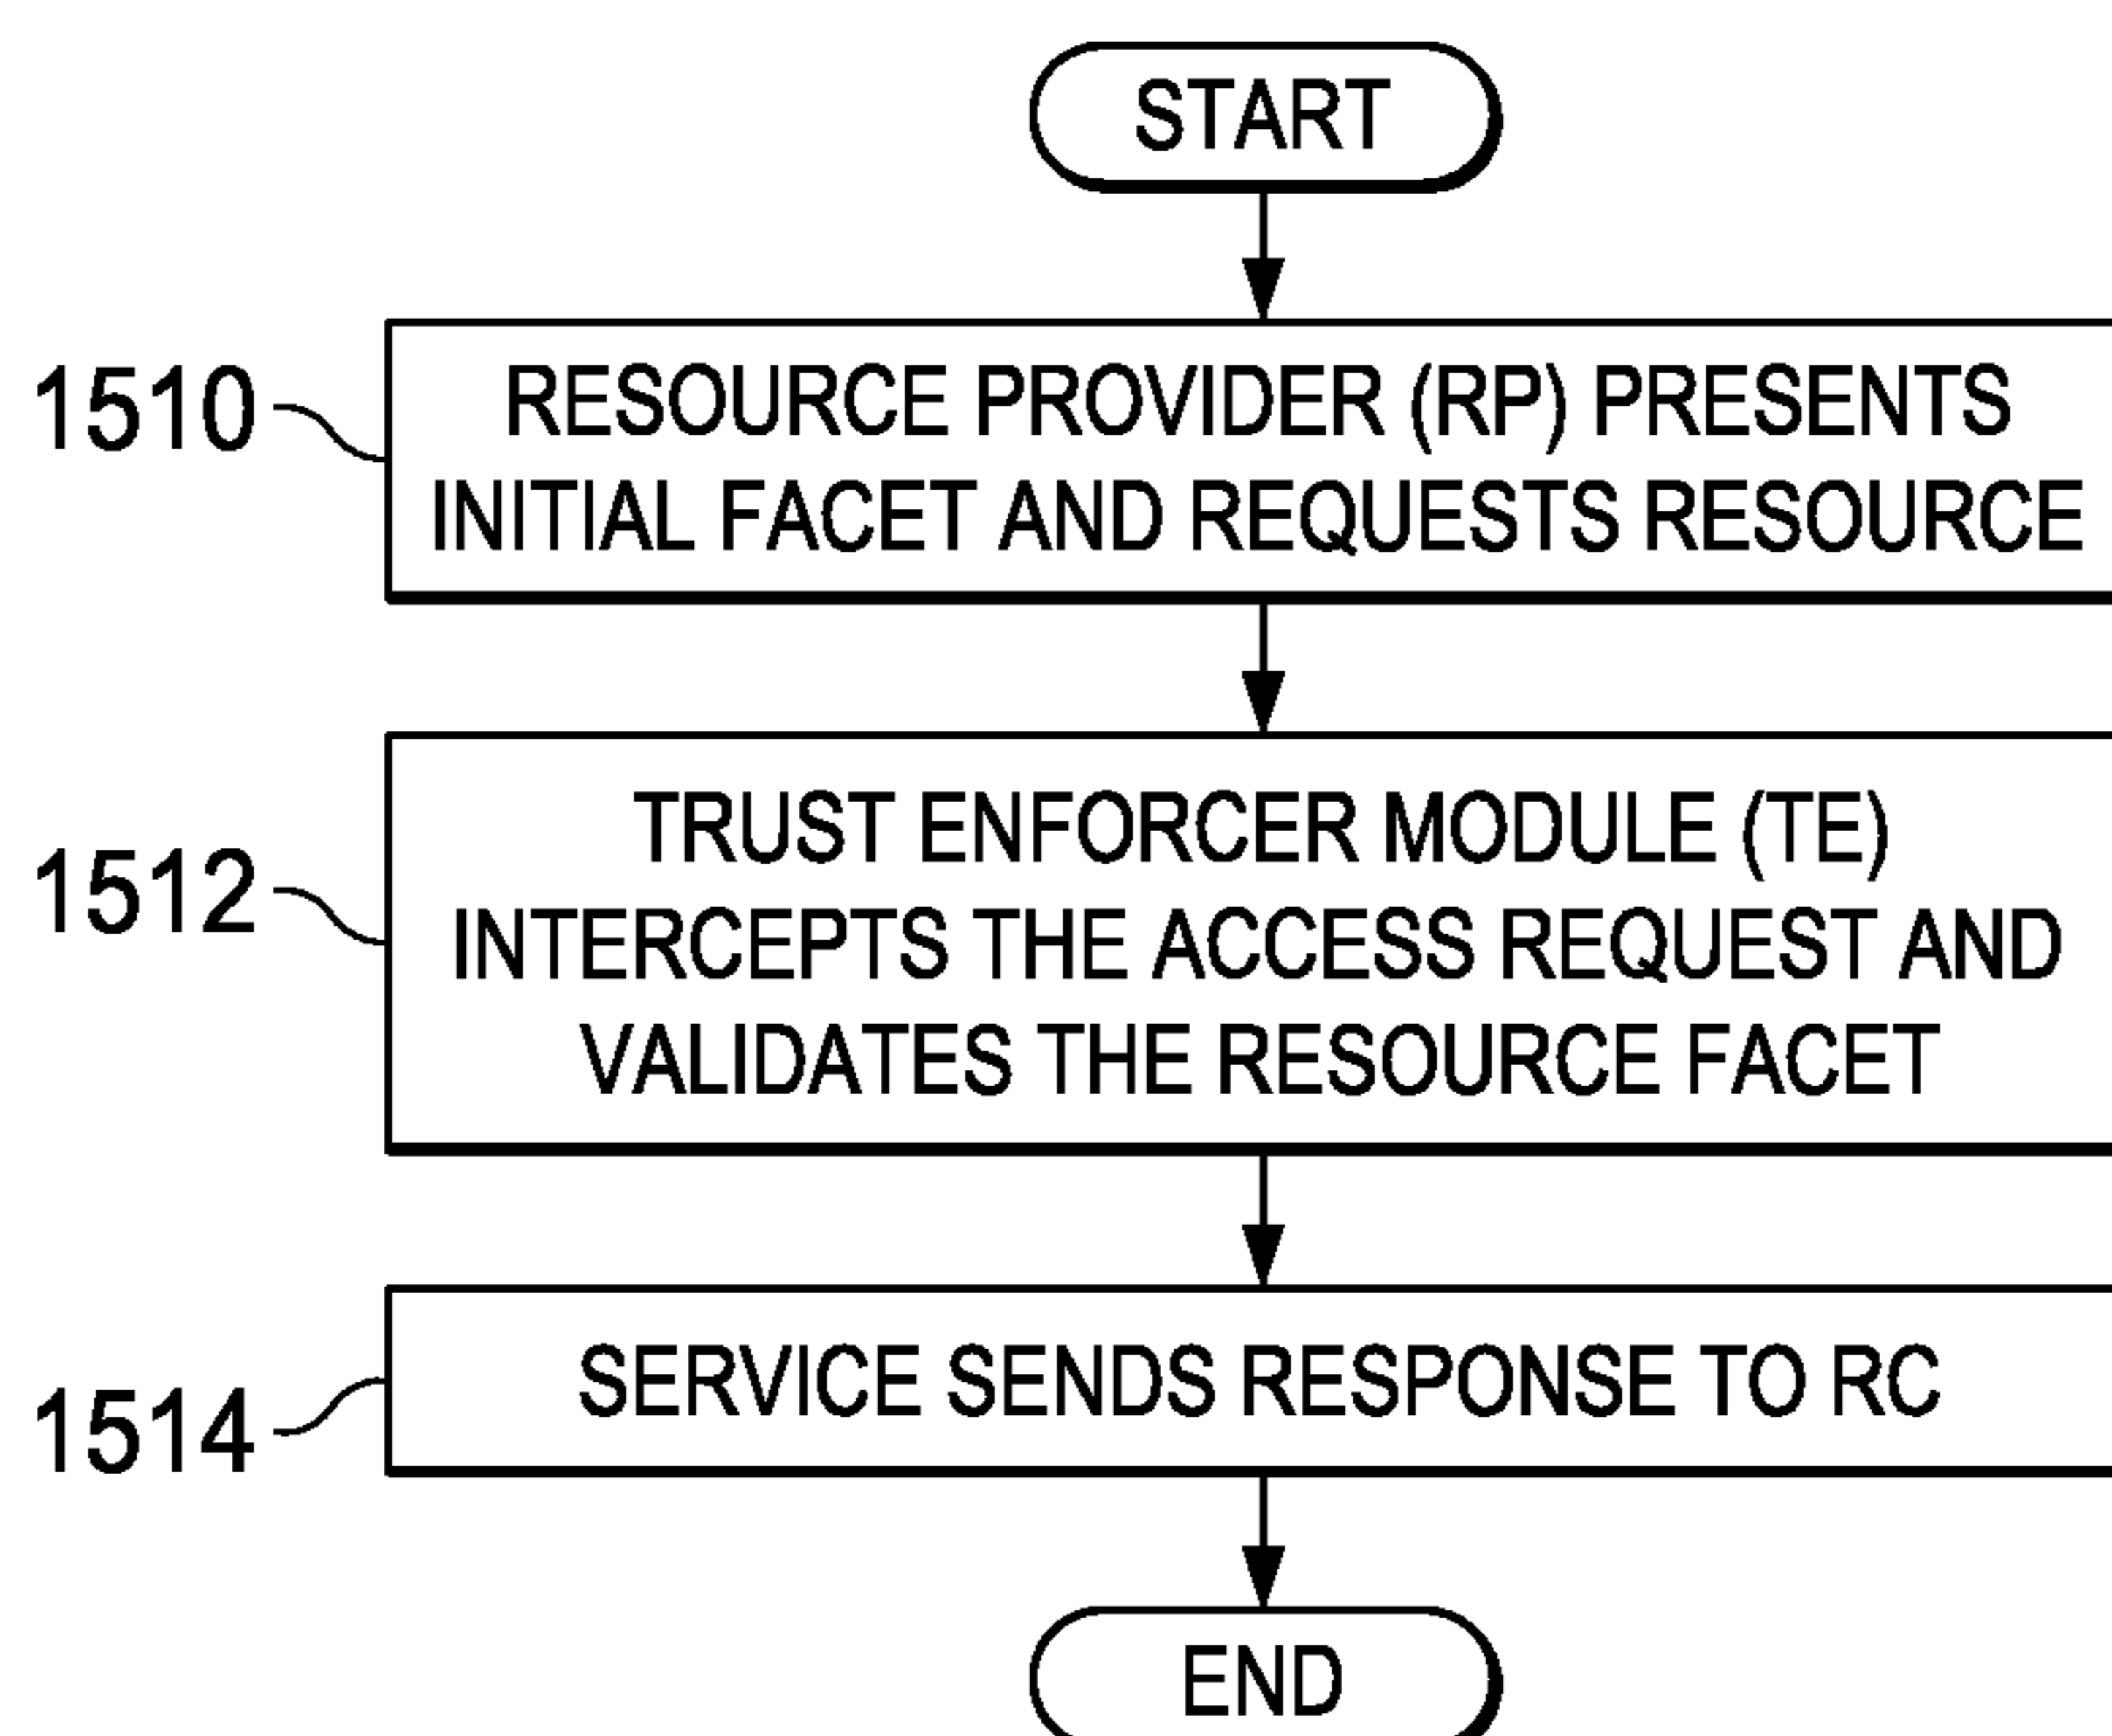 START
1510
RESOURCE PROVIDER (RP) PRESENTS
INITIAL FACET AND REQUESTS RESOURCE
1512
TRUST ENFORCER MODULE (TE)
INTERCEPTS THE ACCESS REQUEST AND
VALIDATES THE RESOURCE FACET
1514
SERVICE SENDS RESPONSE TO RC
END